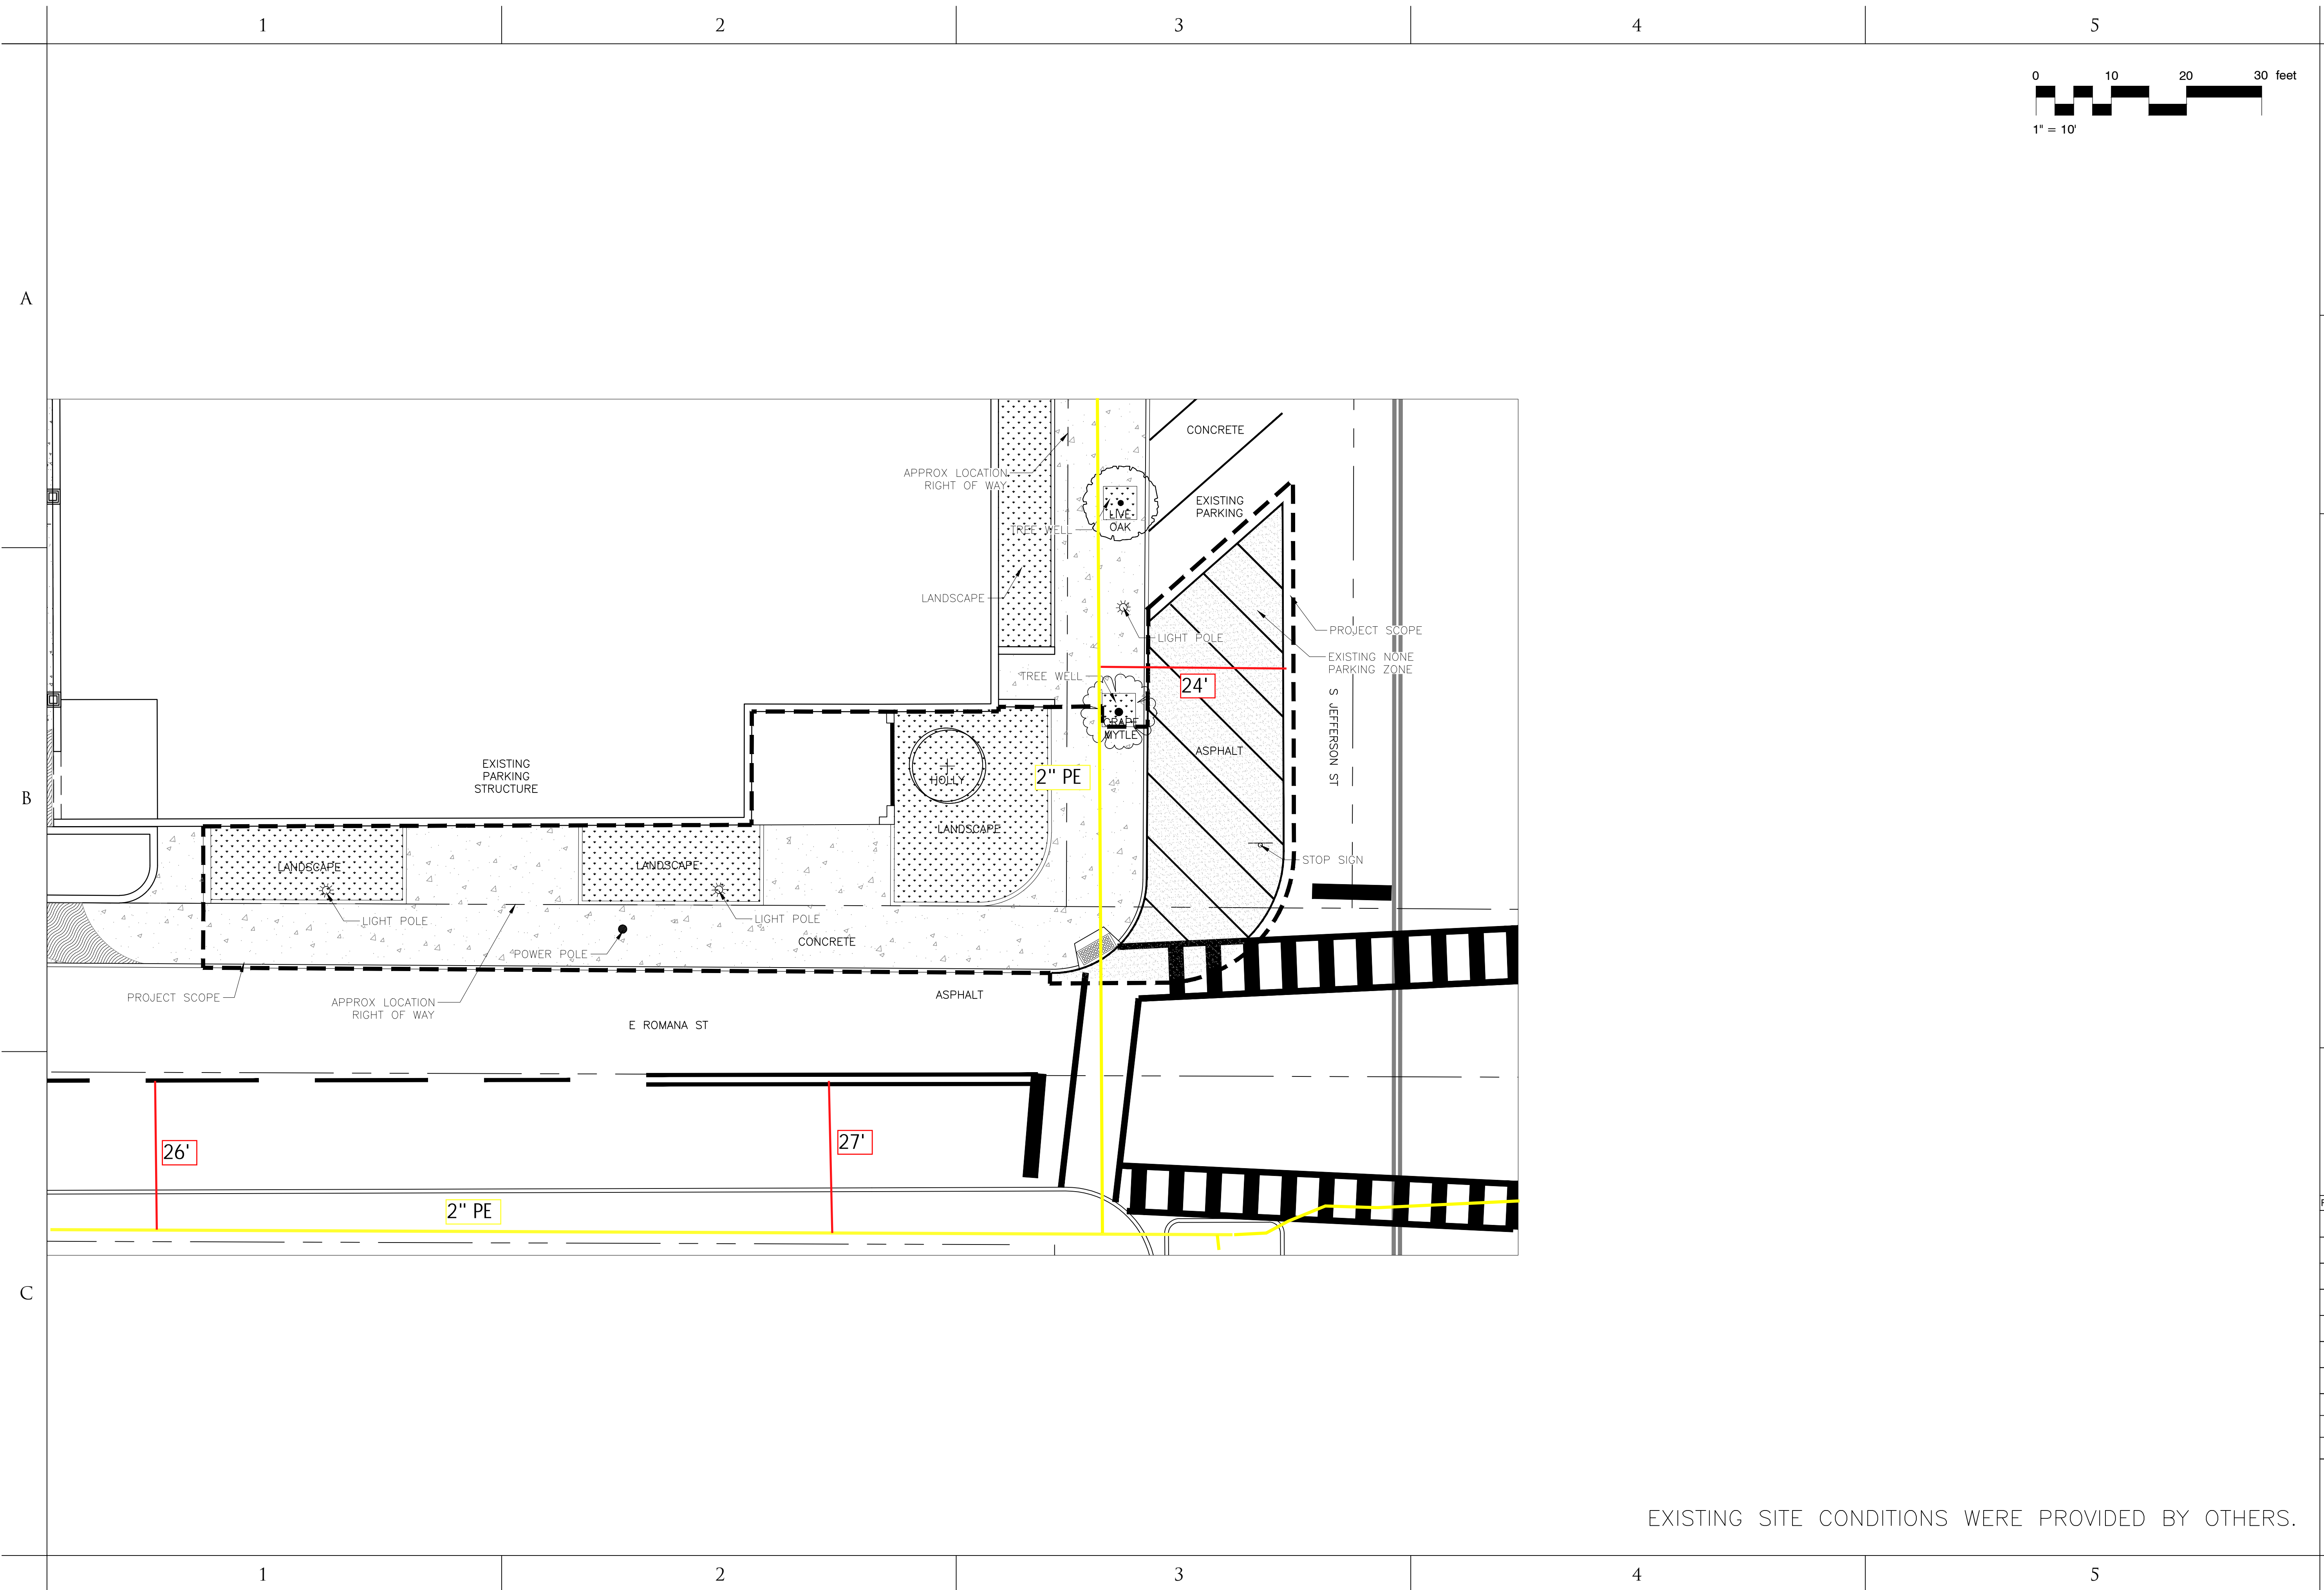 1 2 3 4 5
0 10 20 30 feet
1" = 10'
A
CONCRETE
APPROX LOCATION
RIGHT OF WAY
EXISTING
PARKING
LIVE
OAK
TREE WELL
LANDSCAPE
LIGHT POLE
PROJECT SCOPE
EXISTING NONE
PARKING ZONE
TREE WELL
24'
S JEFFERSON ST
CRAPE
MYTLE
ASPHALT
B
EXISTING
PARKING
STRUCTURE
HOLLY
2" PE
LANDSCAPE
LANDSCAPE
LANDSCAPE
STOP SIGN
LIGHT POLE
LIGHT POLE
POWER POLE
CONCRETE
PROJECT SCOPE
APPROX LOCATION
RIGHT OF WAY
ASPHALT
E ROMANA ST
26'
27'
2" PE
C
EXISTING SITE CONDITIONS WERE PROVIDED BY OTHERS.
1 2 3 4 5